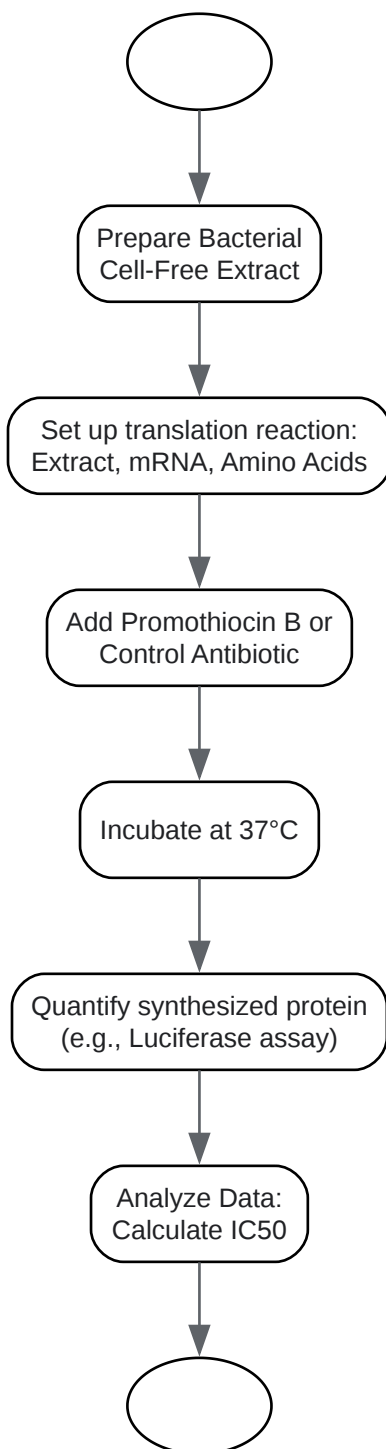 Prepare Bacterial
Cell-Free Extract
Set up translation reaction:
Extract, mRNA, Amino Acids
Add Promothiocin B or
Control Antibiotic
Incubate at 37°C
Quantify synthesized protein
(e.g., Luciferase assay)
Analyze Data:
Calculate IC50